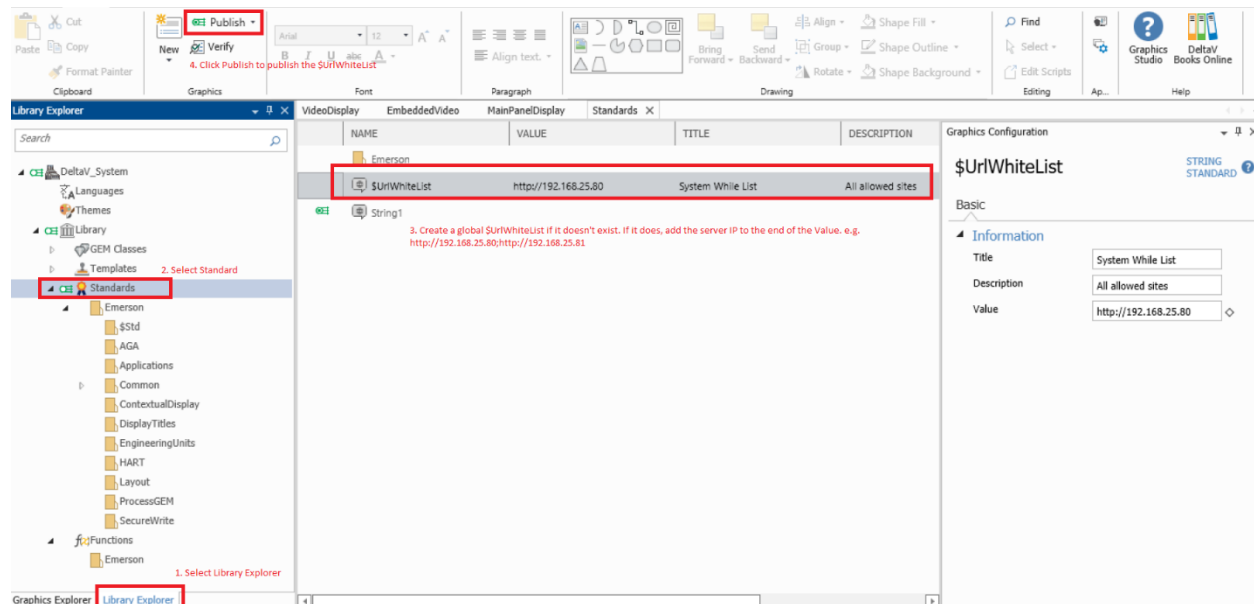 Cut
Paste
Copy
Format Painter
Clipboard
New
Publish
Verify
4. Click Publish to publish the $UrlWhiteList
Graphics
Arial
12
A A
B I U abc A
Font
Align text.
Paragraph
Bring Forward
Send Backward
Align
Group
Rotate
Shape Fill
Shape Outline
Shape Background
Drawing
Find
Select
Edit Scripts
Editing
Ap...
Graphics Studio
DeltaV Books Online
Help
Library Explorer
Search
DeltaV_System
Languages
Themes
Library
GEM Classes
Templates
2. Select Standard
Standards
Emerson
$Std
AGA
Applications
Common
ContextualDisplay
DisplayTitles
EngineeringUnits
HART
Layout
ProcessGEM
SecureWrite
Functions
Emerson
1. Select Library Explorer
Graphics Explorer Library Explorer
VideoDisplay EmbeddedVideo MainPanelDisplay Standards
NAME VALUE TITLE DESCRIPTION
Emerson
$UrlWhiteList http://192.168.25.80 System While List All allowed sites
String1
3. Create a global $UrlWhiteList if it doesn't exist. If it does, add the server IP to the end of the Value. e.g.
http://192.168.25.80;http://192.168.25.81
Graphics Configuration
$UrlWhiteList
STRING
STANDARD
Basic
Information
Title System While List
Description All allowed sites
Value http://192.168.25.80